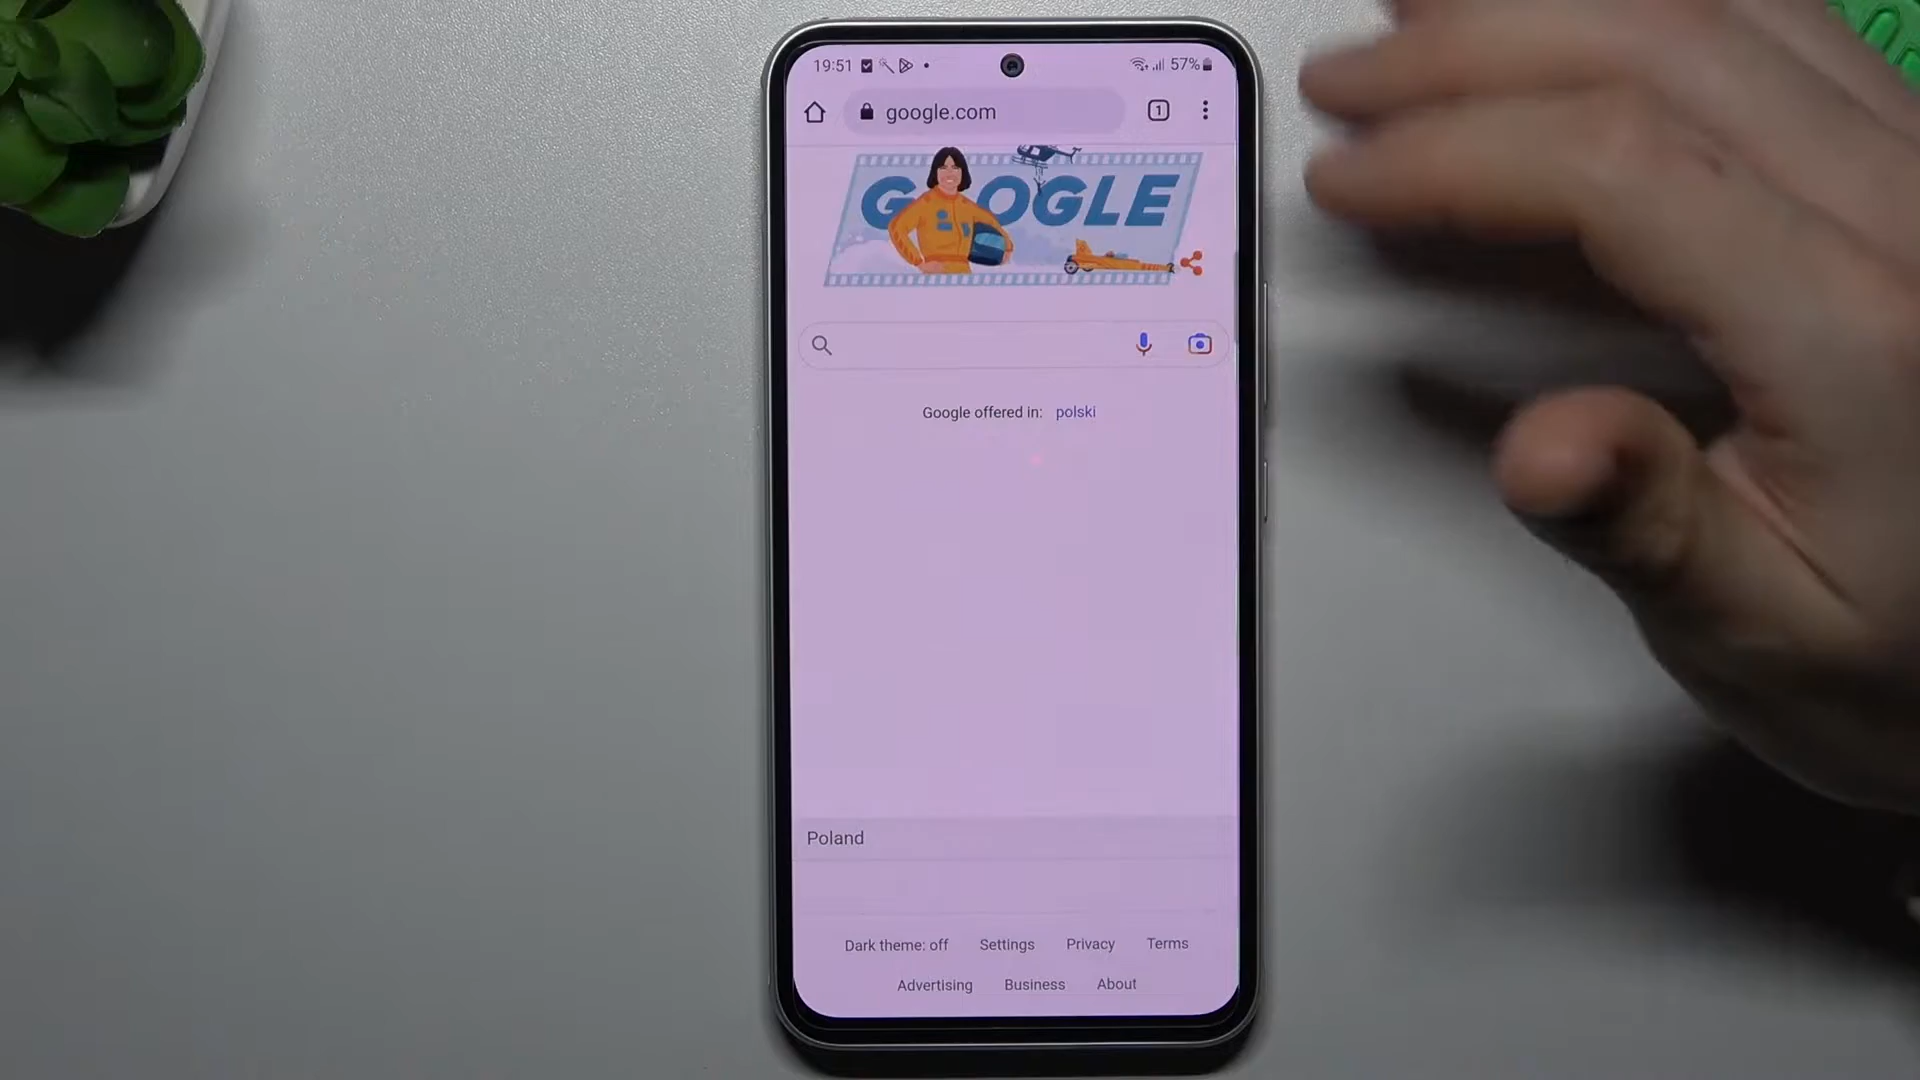 19:51 57%
google.com 1
GOOGLE
Google offered in: polski
Poland
Dark theme: off Settings Privacy Terms
Advertising Business About